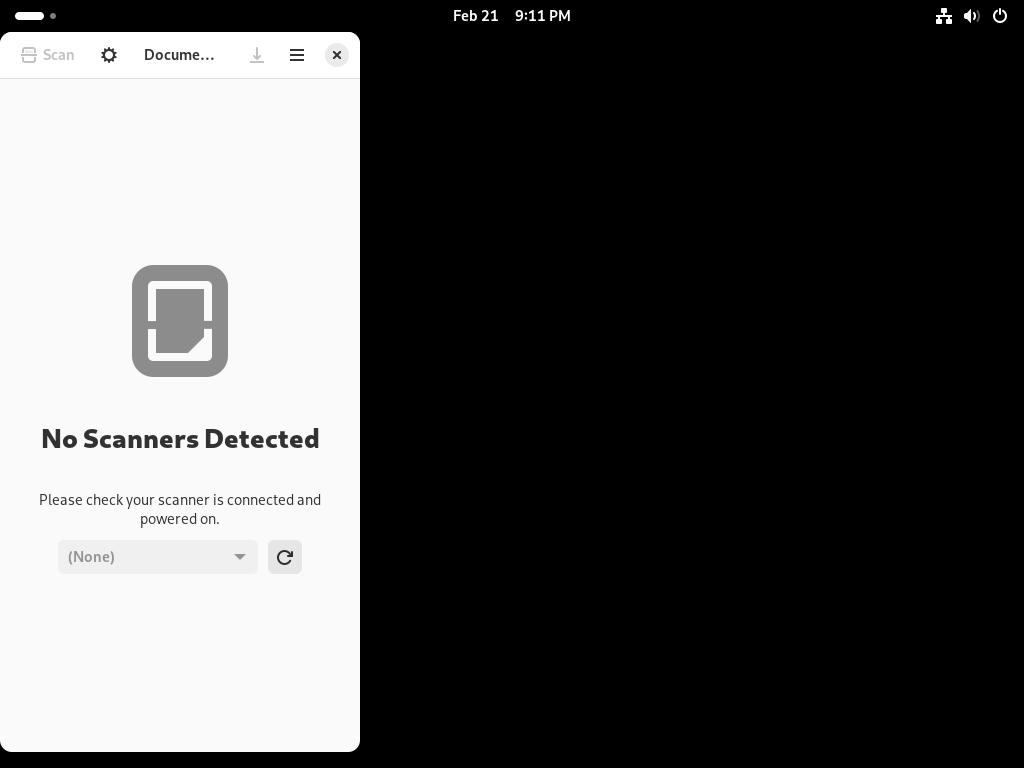 Feb 21 9:11 PM
Scan Docume...
No Scanners Detected
Please check your scanner is connected and
powered on.
(None)